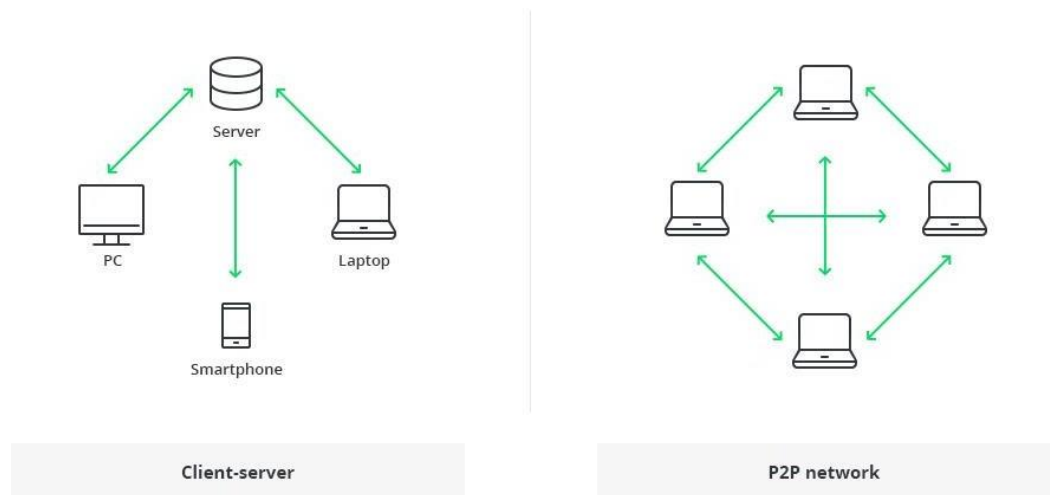 Server
PC
Laptop
Smartphone
Client-server
P2P network